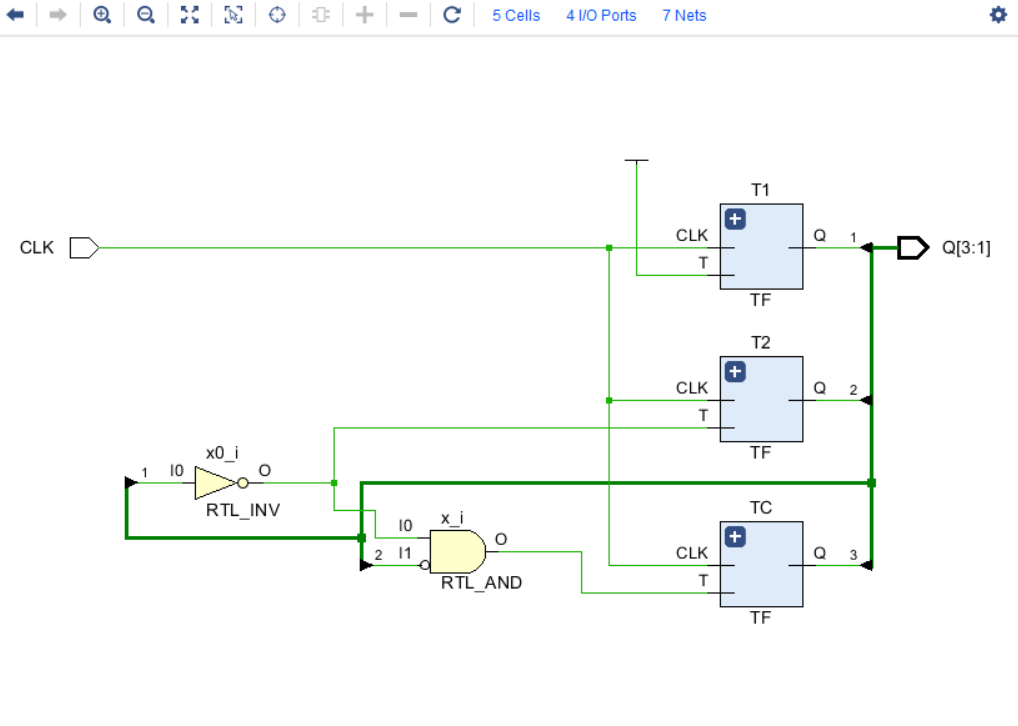 5 Cells 4 I/O Ports 7 Nets
T1
CLK
CLK Q 1 Q[3:1]
T
TF
T2
CLK Q 2
T
TF
x0_i
1 I0 O
RTL_INV
TC
x_i
I0 O
2 I1
CLK Q 3
T
RTL_AND
TF